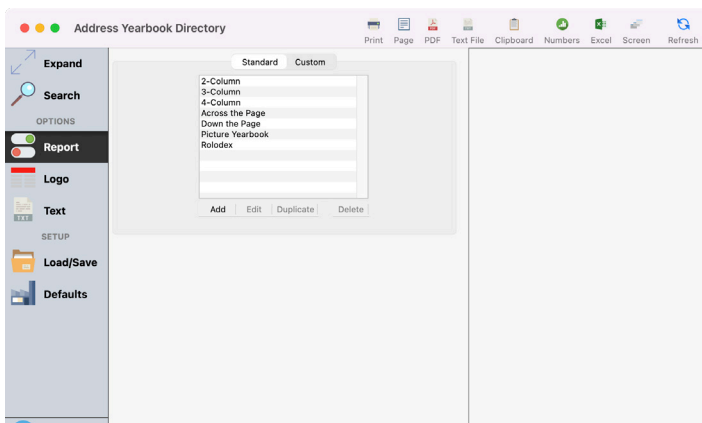 Address Yearbook Directory
Print Page PDF Text File Clipboard Numbers Excel Screen Refresh
Expand
Search
OPTIONS
Report
Logo
Text
TXT
SETUP
Load/Save
Defaults
Standard Custom
2-Column
3-Column
4-Column
Across the Page
Down the Page
Picture Yearbook
Rolodex
Add Edit Duplicate Delete